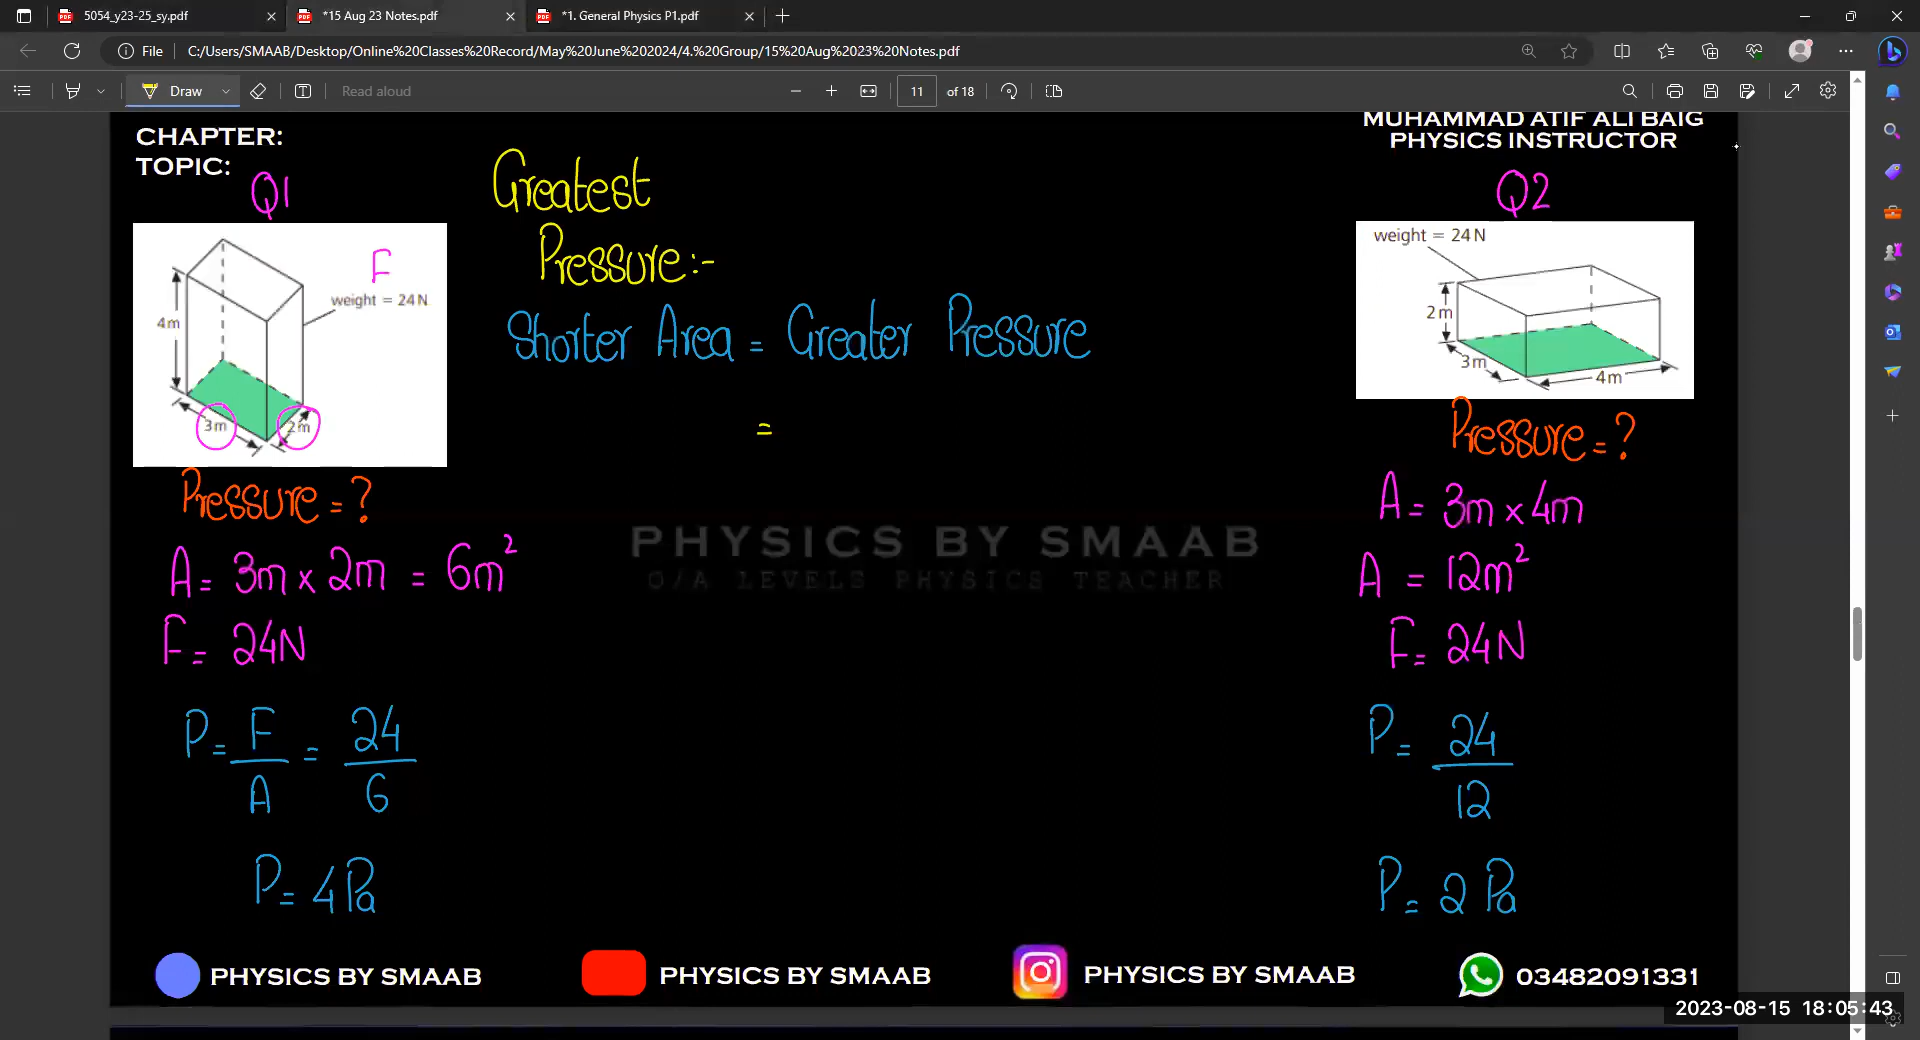 5054_y23-25_sy.pdf
*15 Aug 23 Notes.pdf
*1. General Physics P1.pdf
File
C:/Users/SMAAB/Desktop/Online%20Classes%20Record/May%20June%202024/4.%20Group/15%20Aug%2023%20Notes.pdf
Draw
Read aloud
11
of 18
CHAPTER:
TOPIC:
MUHAMMAD ATIF ALI BAIG
PHYSICS INSTRUCTOR
Q1
F
weight = 24 N
4 m
3 m
2 m
Pressure = ?
A = 3m x 2m = 6m²
F = 24N
P = F/A = 24/6
P = 4 Pa
Greatest
Pressure :-
Shorter Area = Greater Pressure
=
PHYSICS BY SMAAB
O/A LEVELS PHYSICS TEACHER
Q2
weight = 24 N
2 m
3 m
4 m
Pressure = ?
A = 3m x 4m
A = 12m²
F = 24N
P = 24/12
P = 2 Pa
PHYSICS BY SMAAB
PHYSICS BY SMAAB
PHYSICS BY SMAAB
03482091331
2023-08-15 18:05:43